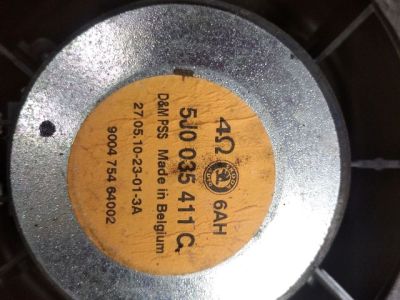 4Ω 6AH
5J0 035 411 G
D&M PSS Made in Belgium
27.05.10-23-01-3A
9004 754 64002